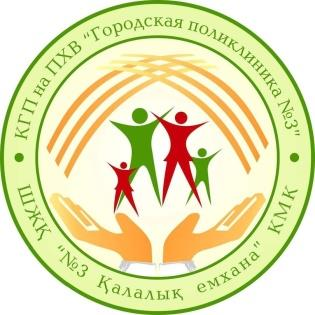 КГП на ПХВ "Городская поликлиника №3"
ШЖҚ "№3 Қалалық емхана" КМК